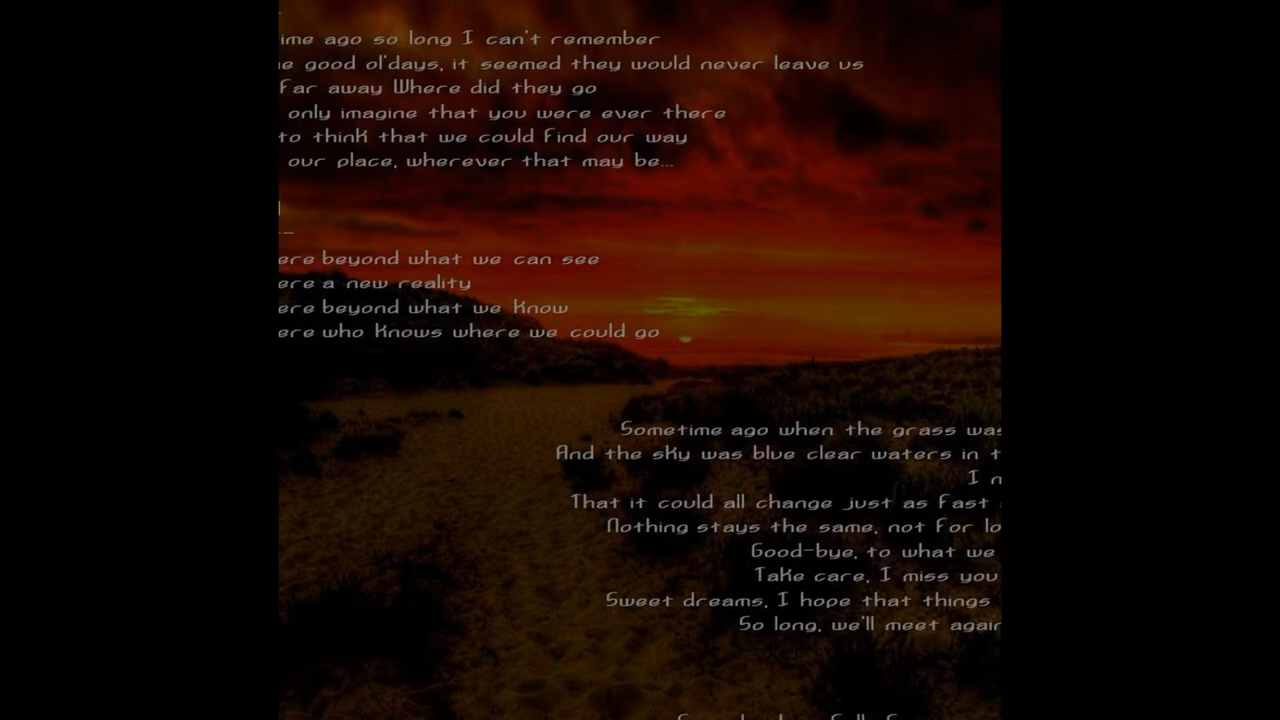 ime ago so long I can't remember
e good ol'days, it seemed they would never leave us
Far away Where did they go
only imagine that you were ever there
to think that we could find our way
our place, wherever that may be...
ere beyond what we can see
ere a new reality
ere beyond what we know
ere who knows where we could go
Sometime ago when the grass was
And the sky was blue clear waters in t
I n
That it could all change just as fast
Nothing stays the same, not for lo
Good-bye, to what we
Take care, I miss you
Sweet dreams, I hope that things
So long, we'll meet again